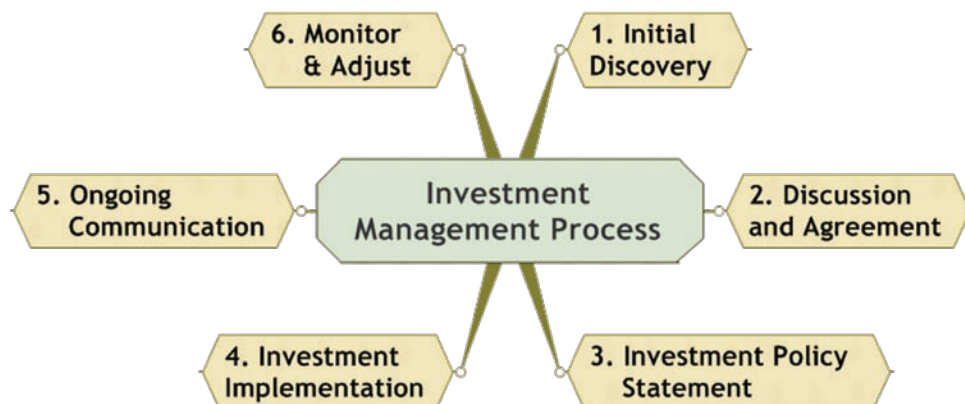 6. Monitor
& Adjust
1. Initial
Discovery
5. Ongoing
Communication
Investment
Management Process
2. Discussion
and Agreement
4. Investment
Implementation
3. Investment Policy
Statement